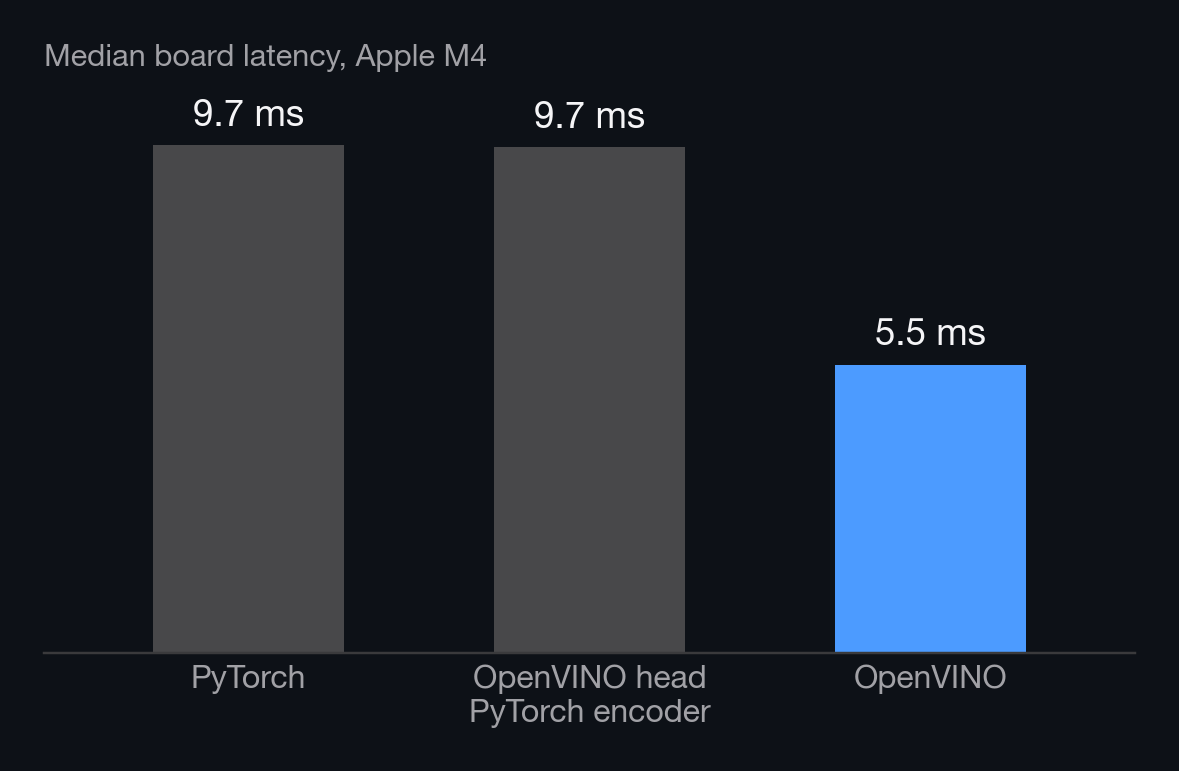 Median board latency, Apple M4
9.7 ms
9.7 ms
5.5 ms
PyTorch
OpenVINO head
PyTorch encoder
OpenVINO